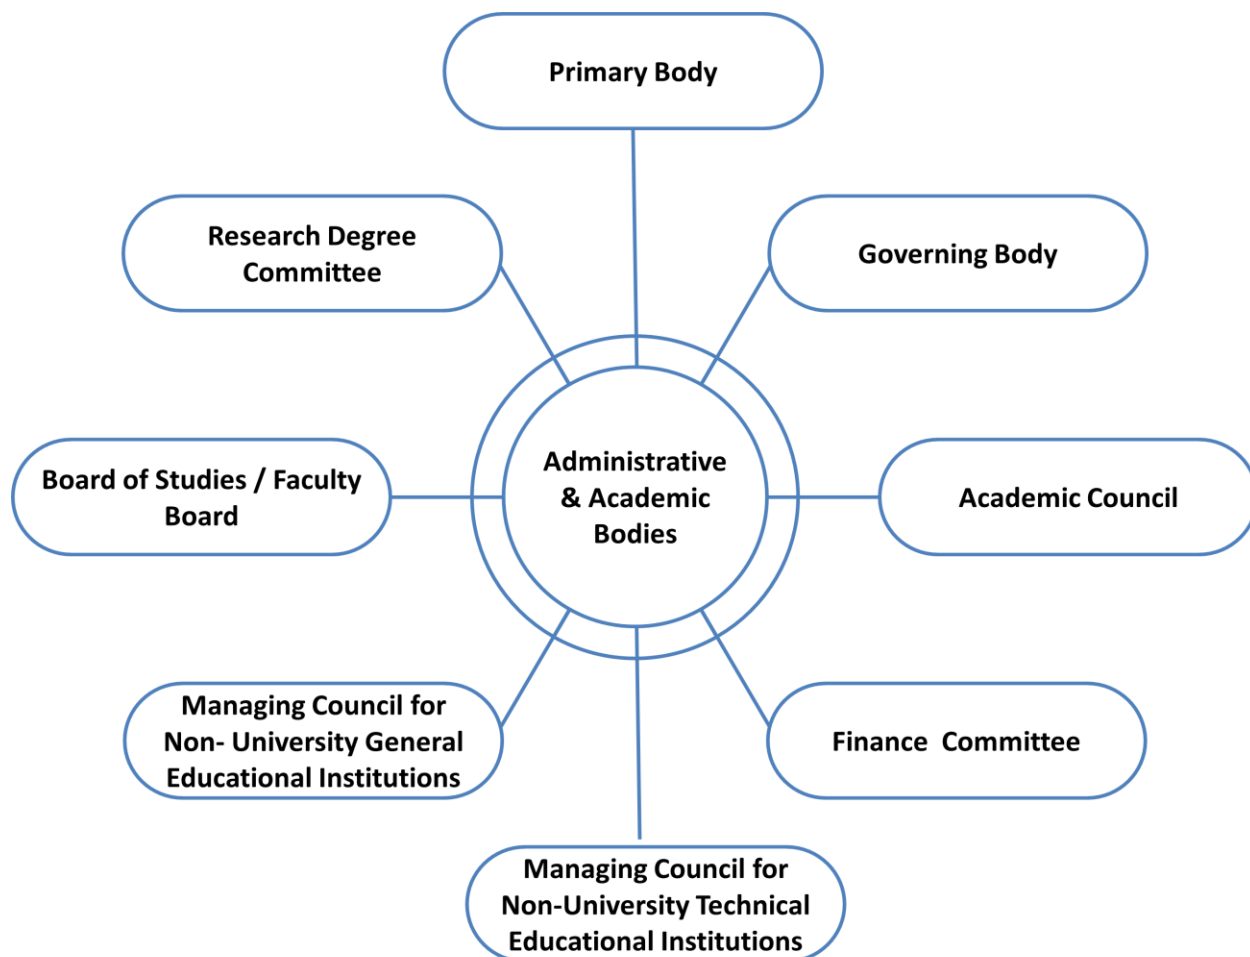 Primary Body
Research Degree
Committee
Governing Body
Administrative
& Academic
Bodies
Board of Studies / Faculty
Board
Academic Council
Managing Council for
Non- University General
Educational Institutions
Finance  Committee
Managing Council for
Non-University Technical
Educational Institutions